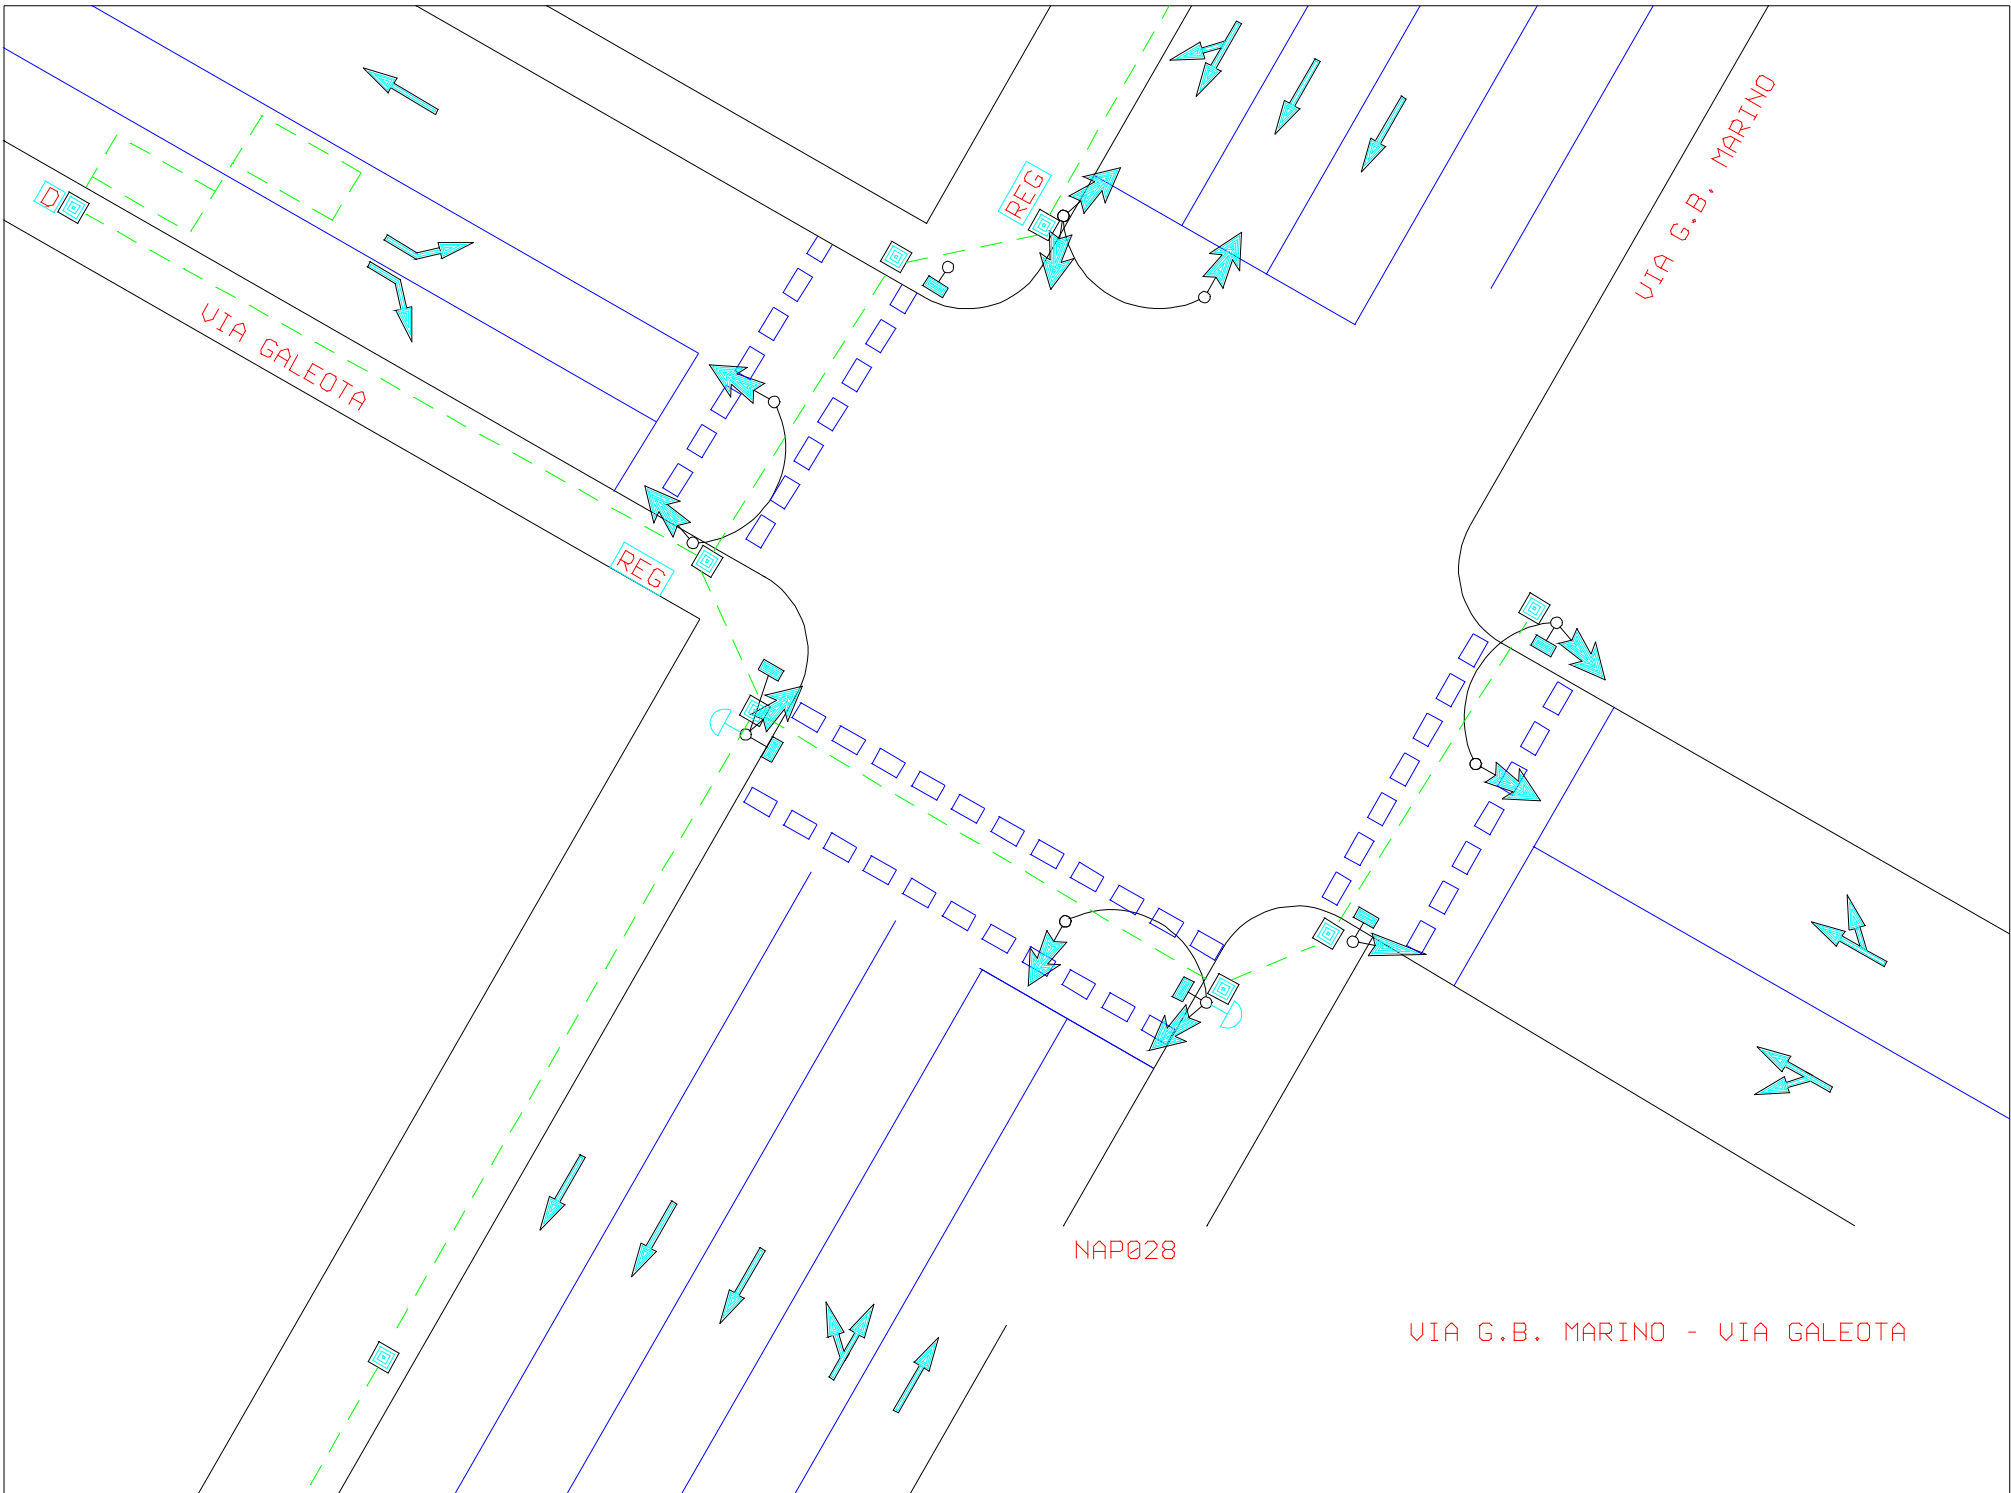 VIA G.B. MARINO
REG
D
VIA GALEOTA
REG
NAP028
VIA G.B. MARINO - VIA GALEOTA